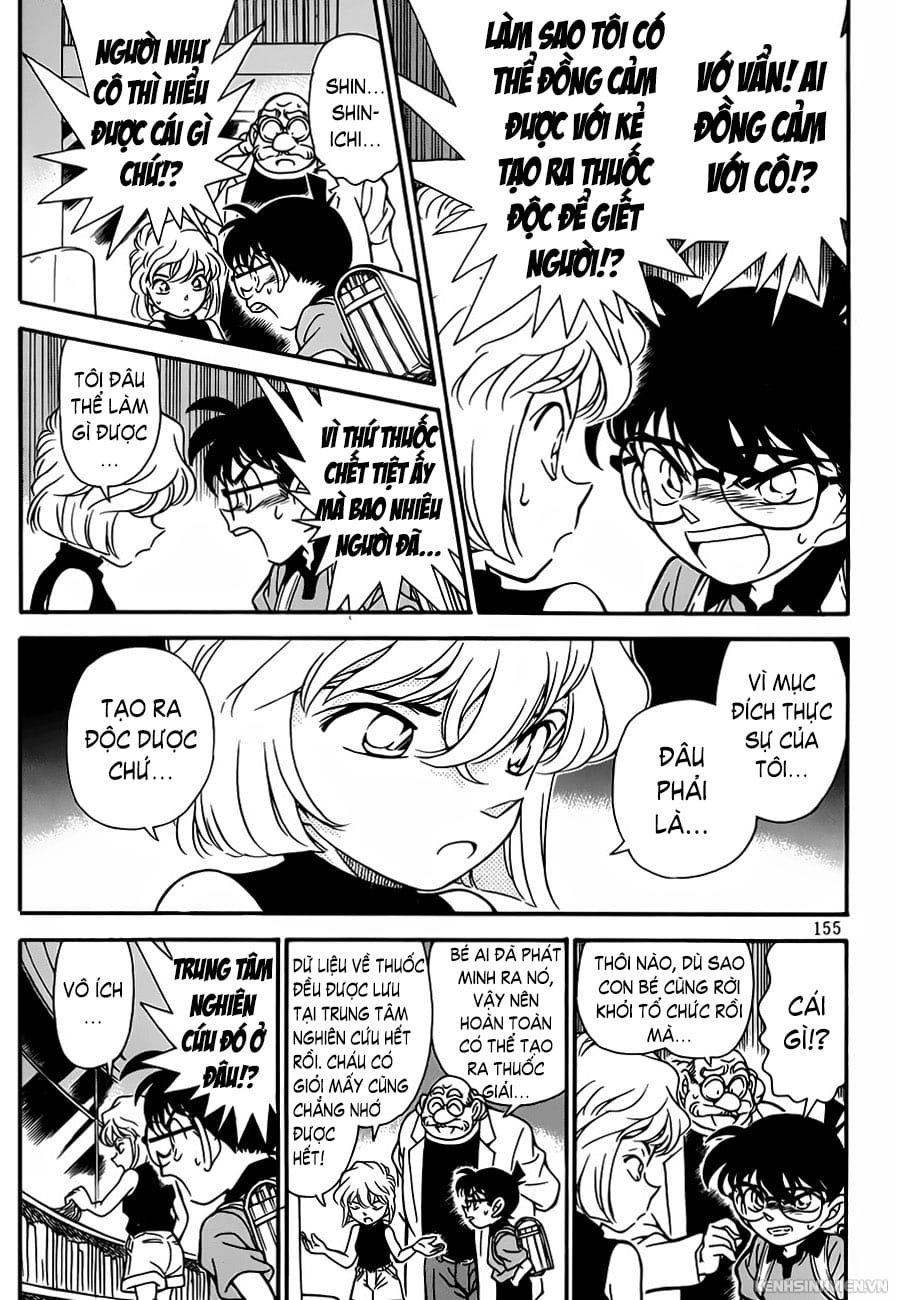 VỚ VẨN! AI
ĐỒNG CẢM
VỚI CÔ!?
LÀM SAO TÔI CÓ
THỂ ĐỒNG CẢM
ĐƯỢC VỚI KẺ
TẠO RA THUỐC
ĐỘC ĐỂ GIẾT
NGƯỜI!?
SHIN...
SHIN-
ICHI...
NGƯỜI NHƯ
CÔ THÌ HIỂU
ĐƯỢC CÁI GÌ
CHỨ!?
VÌ THỨ THUỐC
CHẾT TIỆT ẤY
MÀ BAO NHIÊU
NGƯỜI ĐÃ...
TÔI ĐÂU
THỂ LÀM
GÌ ĐƯỢC
...
VÌ MỤC
ĐÍCH THỰC
SỰ CỦA
TÔI...
ĐÂU
PHẢI
LÀ...
TẠO RA
ĐỘC DƯỢC
CHỨ...
155
CÁI
GÌ!?
THÔI NÀO, DÙ SAO
CON BÉ CŨNG RỜI
KHỎI TỔ CHỨC RỒI
MÀ...
BÉ AI ĐÃ PHÁT
MINH RA NÓ,
VẬY NÊN
HOÀN TOÀN
CÓ THỂ TẠO
RA THUỐC
GIẢI...
DỮ LIỆU VỀ THUỐC
ĐỀU ĐƯỢC LƯU
TẠI TRUNG TÂM
NGHIÊN CỨU HẾT
RỒI. CHÁU CÓ
GIỎI MẤY CŨNG
CHẲNG NHỚ
ĐƯỢC
HẾT!
TRUNG TÂM
NGHIÊN
CỨU ĐÓ Ở
ĐÂU!?
VÔ ÍCH
...
KENHSINHVIEN.VN